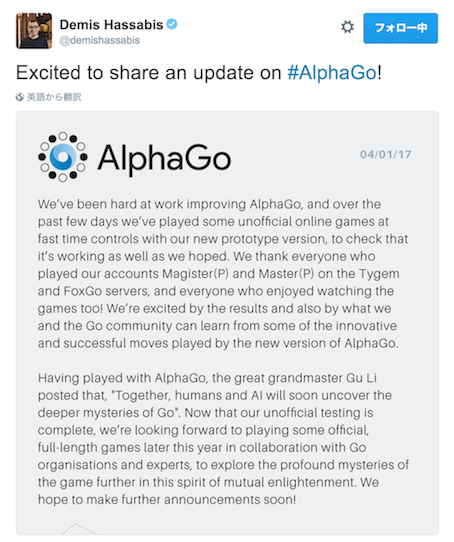 Demis Hassabis
@demishassabis
フォロー中
Excited to share an update on #AlphaGo!
英語から翻訳
AlphaGo
04/01/17
We've been hard at work improving AlphaGo, and over the
past few days we've played some unofficial online games at
fast time controls with our new prototype version, to check that
it's working as well as we hoped. We thank everyone who
played our accounts Magister(P) and Master(P) on the Tygem
and FoxGo servers, and everyone who enjoyed watching the
games too! We're excited by the results and also by what we
and the Go community can learn from some of the innovative
and successful moves played by the new version of AlphaGo.
Having played with AlphaGo, the great grandmaster Gu Li
posted that, "Together, humans and AI will soon uncover the
deeper mysteries of Go". Now that our unofficial testing is
complete, we're looking forward to playing some official,
full-length games later this year in collaboration with Go
organisations and experts, to explore the profound mysteries of
the game further in this spirit of mutual enlightenment. We
hope to make further announcements soon!